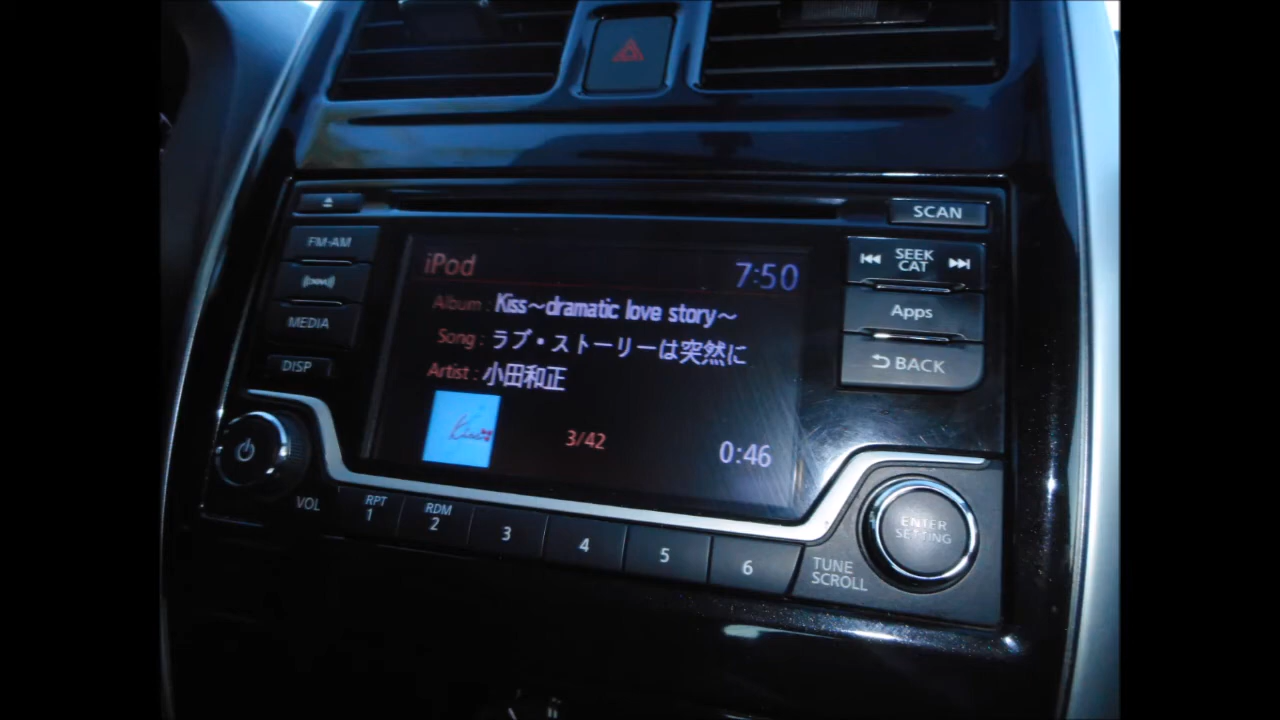 SCAN
FM·AM
SEEK
CAT
iPod
7:50
Album : Kiss～dramatic love story～
Apps
MEDIA
Song : ラブ・ストーリーは突然に
DISP
BACK
Artist : 小田和正
Kiss
3/42
0:46
VOL
RPT
1
RDM
2
3
4
5
6
ENTER
SETTING
TUNE
SCROLL